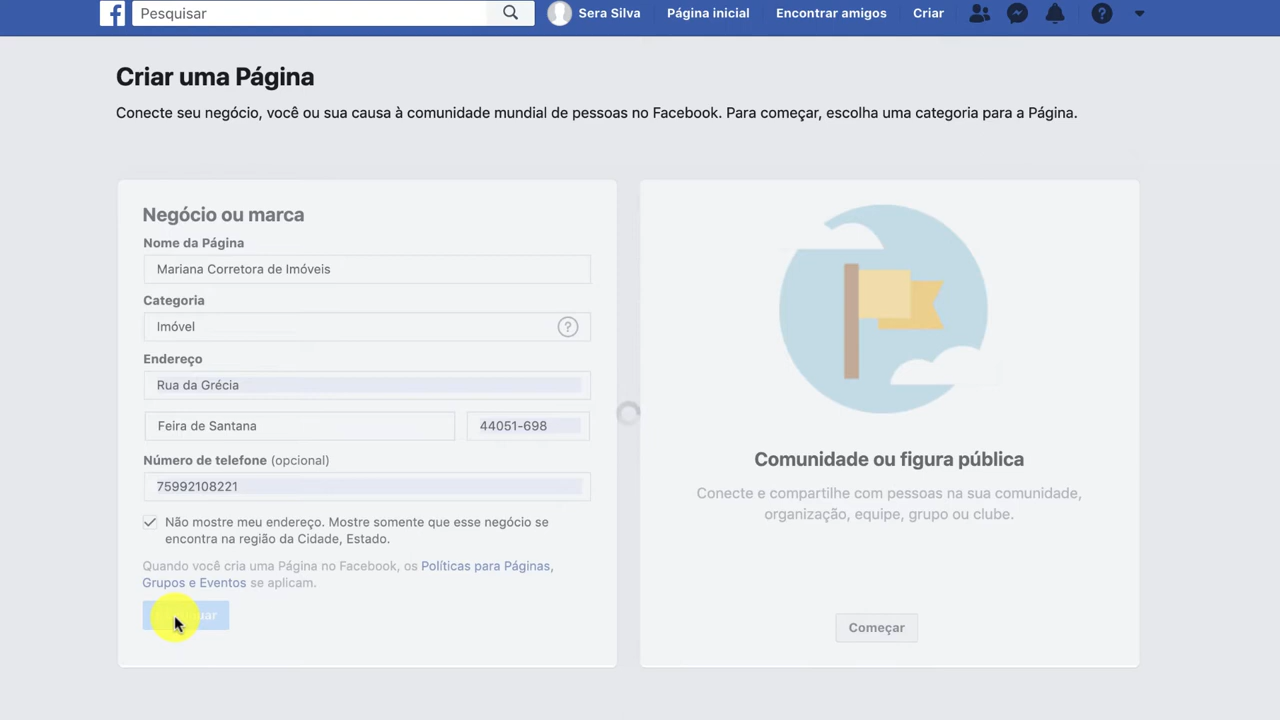 Pesquisar
Sera Silva
Página inicial
Encontrar amigos
Criar
Criar uma Página
Conecte seu negócio, você ou sua causa à comunidade mundial de pessoas no Facebook. Para começar, escolha uma categoria para a Página.
Negócio ou marca
Nome da Página
Mariana Corretora de Imóveis
Categoria
Imóvel
?
Endereço
Rua da Grécia
Feira de Santana
44051-698
Número de telefone (opcional)
75992108221
Não mostre meu endereço. Mostre somente que esse negócio se
encontra na região da Cidade, Estado.
Quando você cria uma Página no Facebook, os Políticas para Páginas,
Grupos e Eventos se aplicam.
Comunidade ou figura pública
Conecte e compartilhe com pessoas na sua comunidade,
organização, equipe, grupo ou clube.
Começar